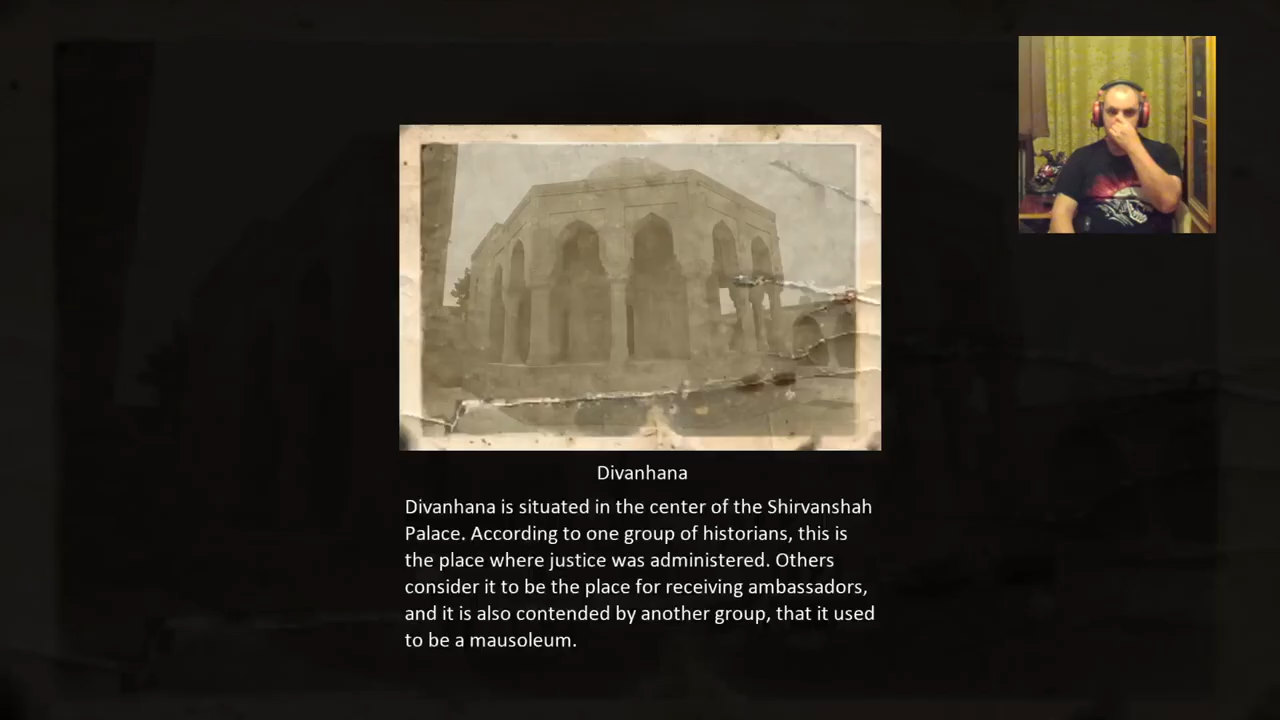 Divanhana
Divanhana is situated in the center of the Shirvanshah
Palace. According to one group of historians, this is
the place where justice was administered. Others
consider it to be the place for receiving ambassadors,
and it is also contended by another group, that it used
to be a mausoleum.